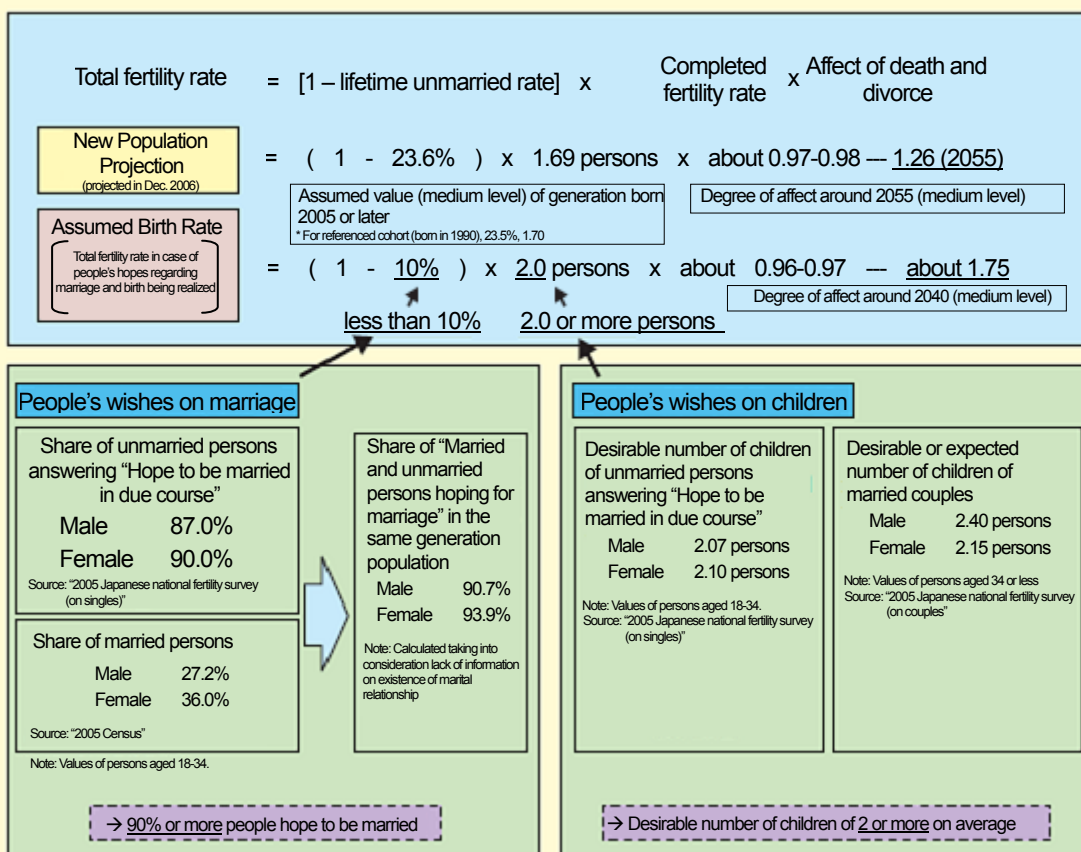 Total fertility rate = [1 – lifetime unmarried rate] x Completed fertility rate x Affect of death and divorce
New Population
Projection
(projected in Dec. 2006)
= ( 1 - 23.6% ) x 1.69 persons x about 0.97-0.98 --- 1.26 (2055)
Assumed value (medium level) of generation born
2005 or later
* For referenced cohort (born in 1990), 23.5%, 1.70
Degree of affect around 2055 (medium level)
Assumed Birth Rate
Total fertility rate in case of
people's hopes regarding
marriage and birth being realized
= ( 1 - 10% ) x 2.0 persons x about 0.96-0.97 --- about 1.75
Degree of affect around 2040 (medium level)
less than 10% 2.0 or more persons
People's wishes on marriage
Share of unmarried persons
answering “Hope to be married
in due course”
Male 87.0%
Female 90.0%
Source: “2005 Japanese national fertility survey
(on singles)”
Share of married persons
Male 27.2%
Female 36.0%
Source: “2005 Census”
Note: Values of persons aged 18-34.
Share of “Married
and unmarried
persons hoping for
marriage” in the
same generation
population
Male 90.7%
Female 93.9%
Note: Calculated taking into
consideration lack of information
on existence of marital
relationship
→ 90% or more people hope to be married
People's wishes on children
Desirable number of children
of unmarried persons
answering “Hope to be
married in due course”
Male 2.07 persons
Female 2.10 persons
Note: Values of persons aged 18-34.
Source: “2005 Japanese national fertility survey
(on singles)”
Desirable or expected
number of children of
married couples
Male 2.40 persons
Female 2.15 persons
Note: Values of persons aged 34 or less
Source: “2005 Japanese national fertility survey
(on couples)”
→ Desirable number of children of 2 or more on average